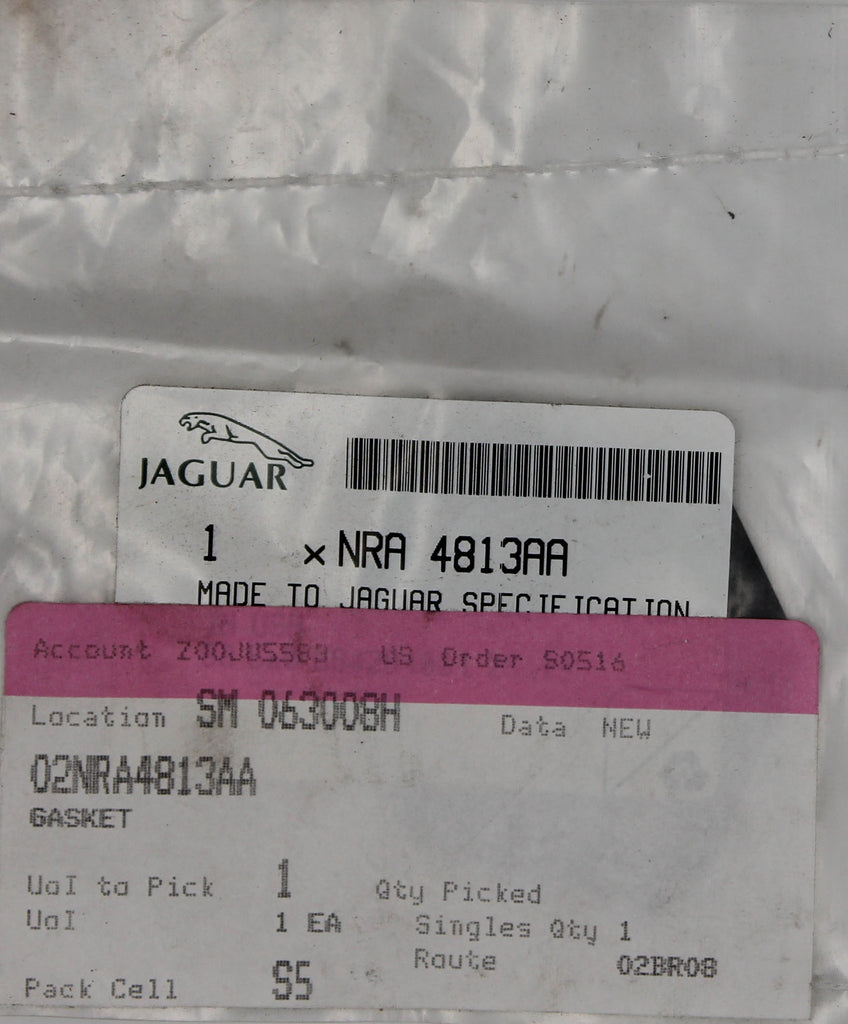 JAGUAR
1 x NRA 4813AA
MADE TO JAGUAR SPECIFICATION
Account Z00JU5583 US Order S0516
Location SM 063008H Data NEW
02NRA4813AA
GASKET
UoI to Pick 1 Qty Picked
UoI 1 EA Singles Qty 1
Route 02BR08
Pack Cell S5